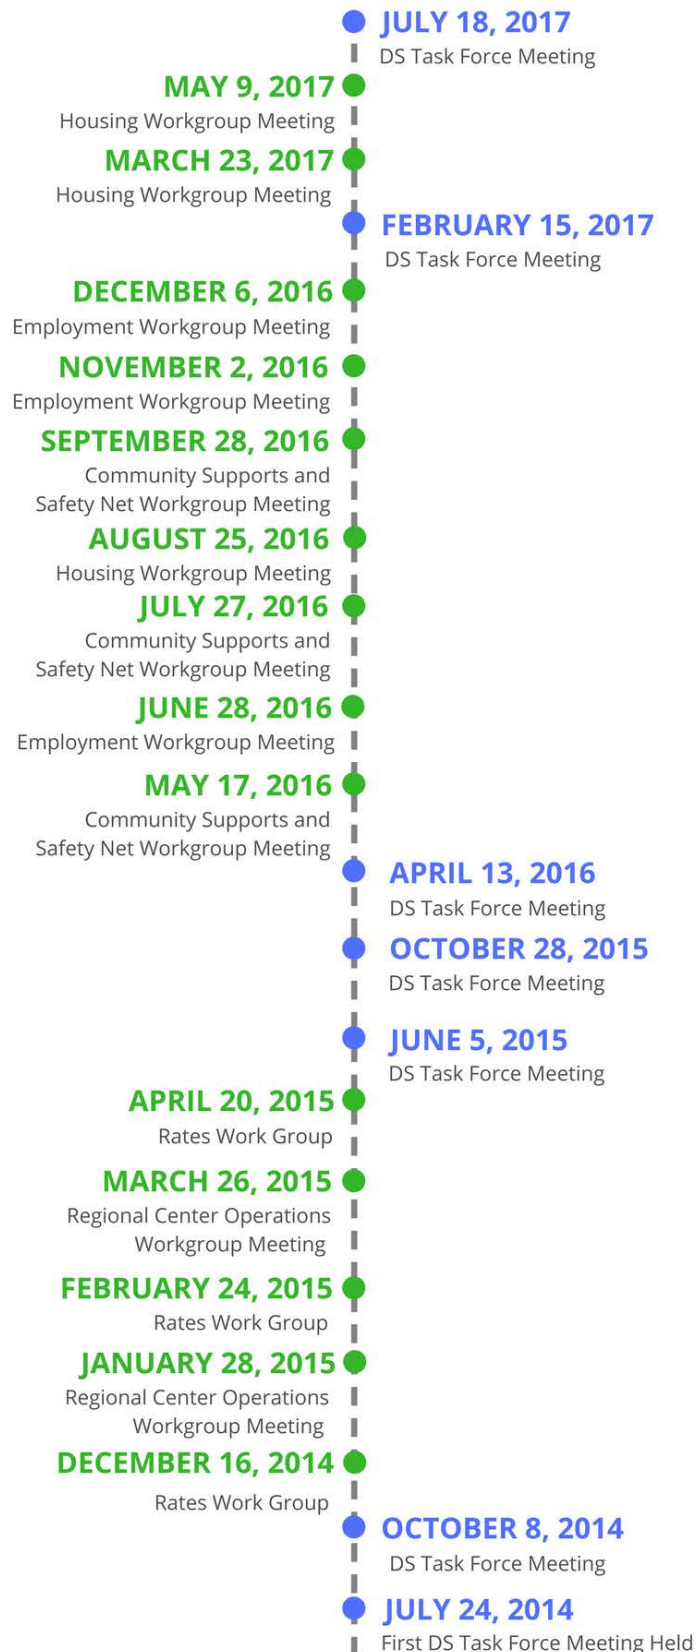 JULY 18, 2017
DS Task Force Meeting
MAY 9, 2017
Housing Workgroup Meeting
MARCH 23, 2017
Housing Workgroup Meeting
FEBRUARY 15, 2017
DS Task Force Meeting
DECEMBER 6, 2016
Employment Workgroup Meeting
NOVEMBER 2, 2016
Employment Workgroup Meeting
SEPTEMBER 28, 2016
Community Supports and
Safety Net Workgroup Meeting
AUGUST 25, 2016
Housing Workgroup Meeting
JULY 27, 2016
Community Supports and
Safety Net Workgroup Meeting
JUNE 28, 2016
Employment Workgroup Meeting
MAY 17, 2016
Community Supports and
Safety Net Workgroup Meeting
APRIL 13, 2016
DS Task Force Meeting
OCTOBER 28, 2015
DS Task Force Meeting
JUNE 5, 2015
DS Task Force Meeting
APRIL 20, 2015
Rates Work Group
MARCH 26, 2015
Regional Center Operations
Workgroup Meeting
FEBRUARY 24, 2015
Rates Work Group
JANUARY 28, 2015
Regional Center Operations
Workgroup Meeting
DECEMBER 16, 2014
Rates Work Group
OCTOBER 8, 2014
DS Task Force Meeting
JULY 24, 2014
First DS Task Force Meeting Held